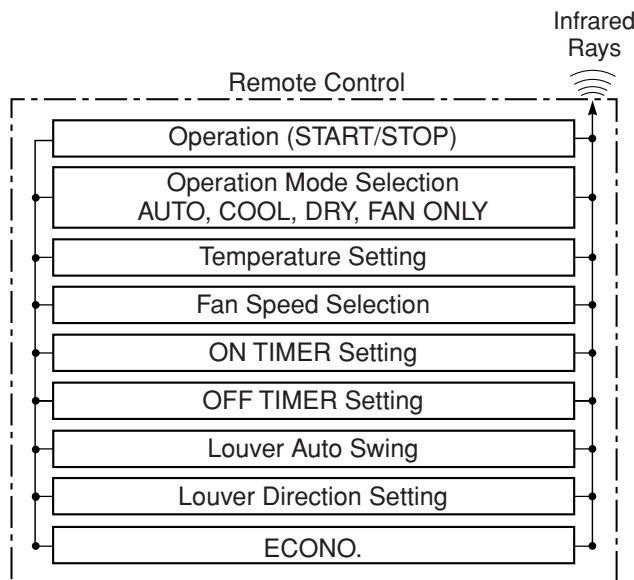 Infrared
Rays
Remote Control
Operation (START/STOP)
Operation Mode Selection
AUTO, COOL, DRY, FAN ONLY
Temperature Setting
Fan Speed Selection
ON TIMER Setting
OFF TIMER Setting
Louver Auto Swing
Louver Direction Setting
ECONO.